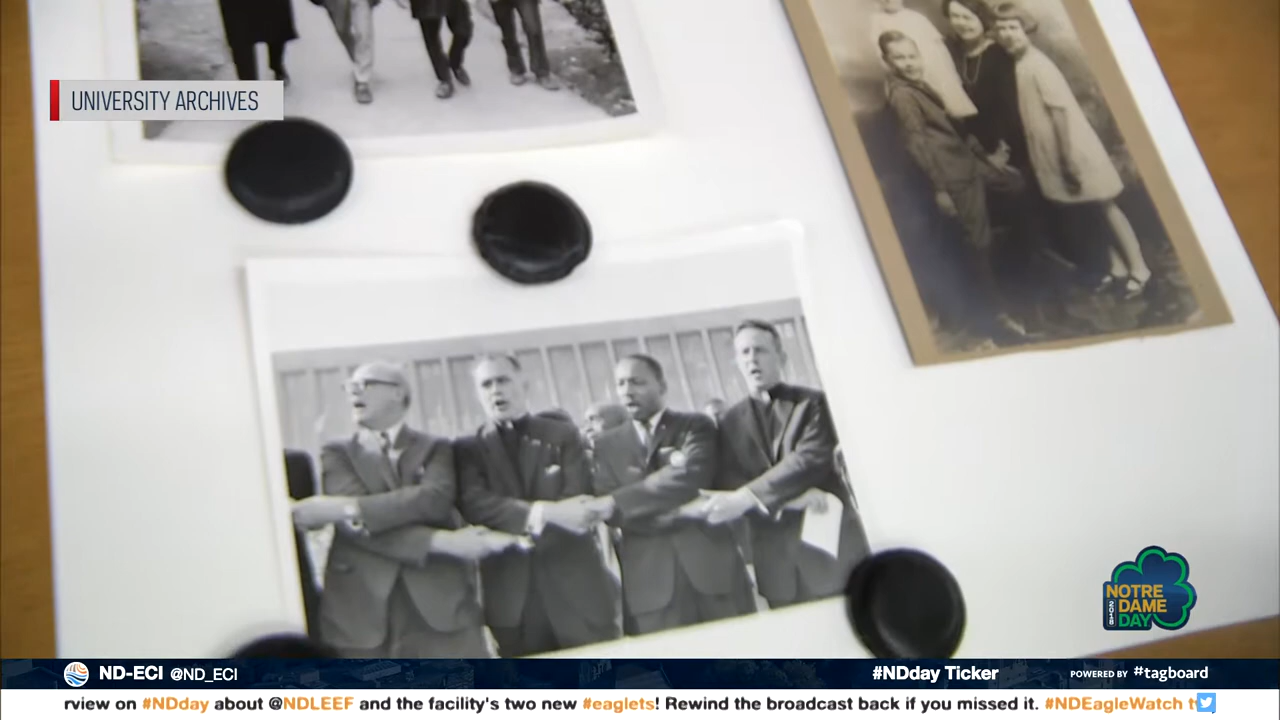 UNIVERSITY ARCHIVES
NOTRE
DAME
DAY
2018
ND-ECI @ND_ECI
#NDday Ticker
POWERED BY #tagboard
rview on #NDday about @NDLEEF and the facility's two new #eaglets! Rewind the broadcast back if you missed it. #NDEagleWatch